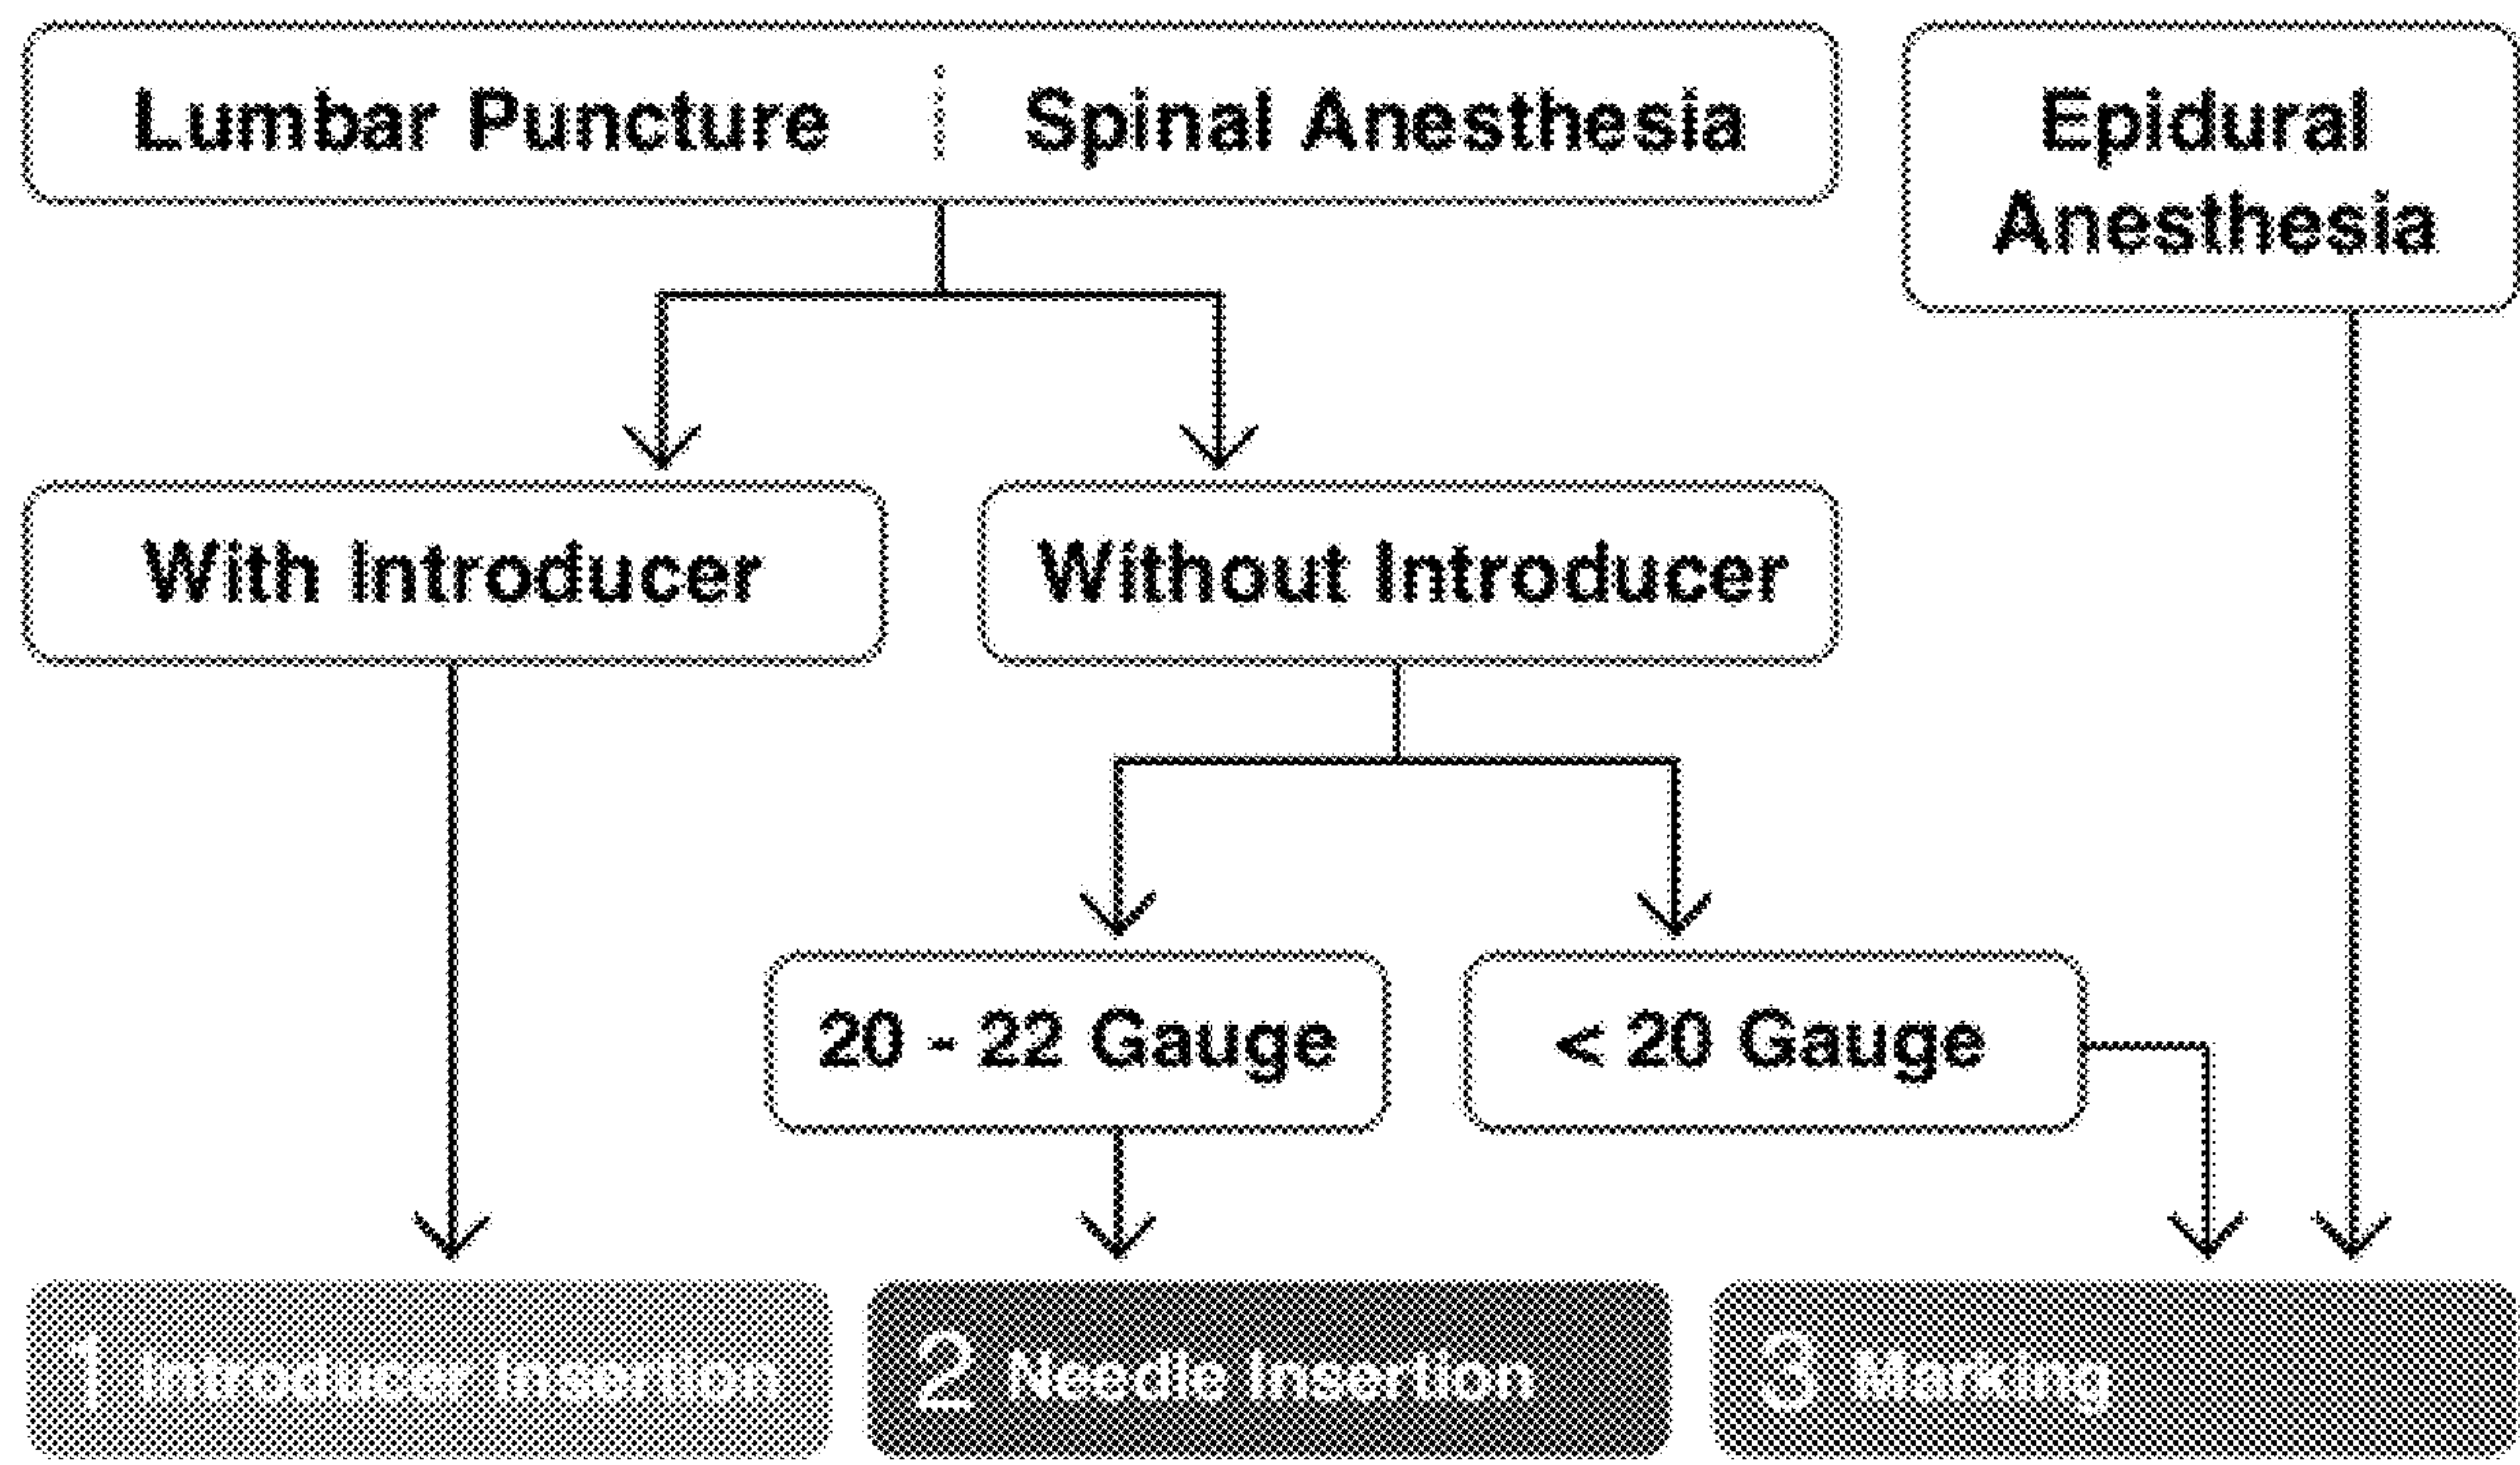 Lumbar Puncture
Spinal Anesthesia
Epidural
Anesthesia
With Introducer
Without Introducer
20 - 22 Gauge
< 20 Gauge
1 Introducer Insertion
2 Needle Insertion
3 Marking